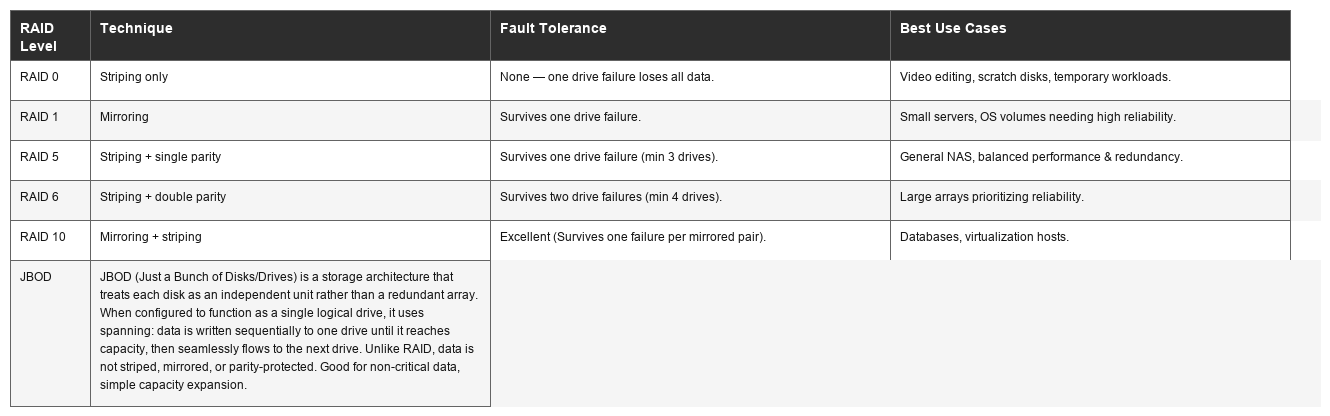 RAID Level Technique Fault Tolerance Best Use Cases
RAID 0 Striping only None — one drive failure loses all data. Video editing, scratch disks, temporary workloads.
RAID 1 Mirroring Survives one drive failure. Small servers, OS volumes needing high reliability.
RAID 5 Striping + single parity Survives one drive failure (min 3 drives). General NAS, balanced performance & redundancy.
RAID 6 Striping + double parity Survives two drive failures (min 4 drives). Large arrays prioritizing reliability.
RAID 10 Mirroring + striping Excellent (Survives one failure per mirrored pair). Databases, virtualization hosts.
JBOD JBOD (Just a Bunch of Disks/Drives) is a storage architecture that
treats each disk as an independent unit rather than a redundant array.
When configured to function as a single logical drive, it uses
spanning: data is written sequentially to one drive until it reaches
capacity, then seamlessly flows to the next drive. Unlike RAID, data is
not striped, mirrored, or parity-protected. Good for non-critical data,
simple capacity expansion.